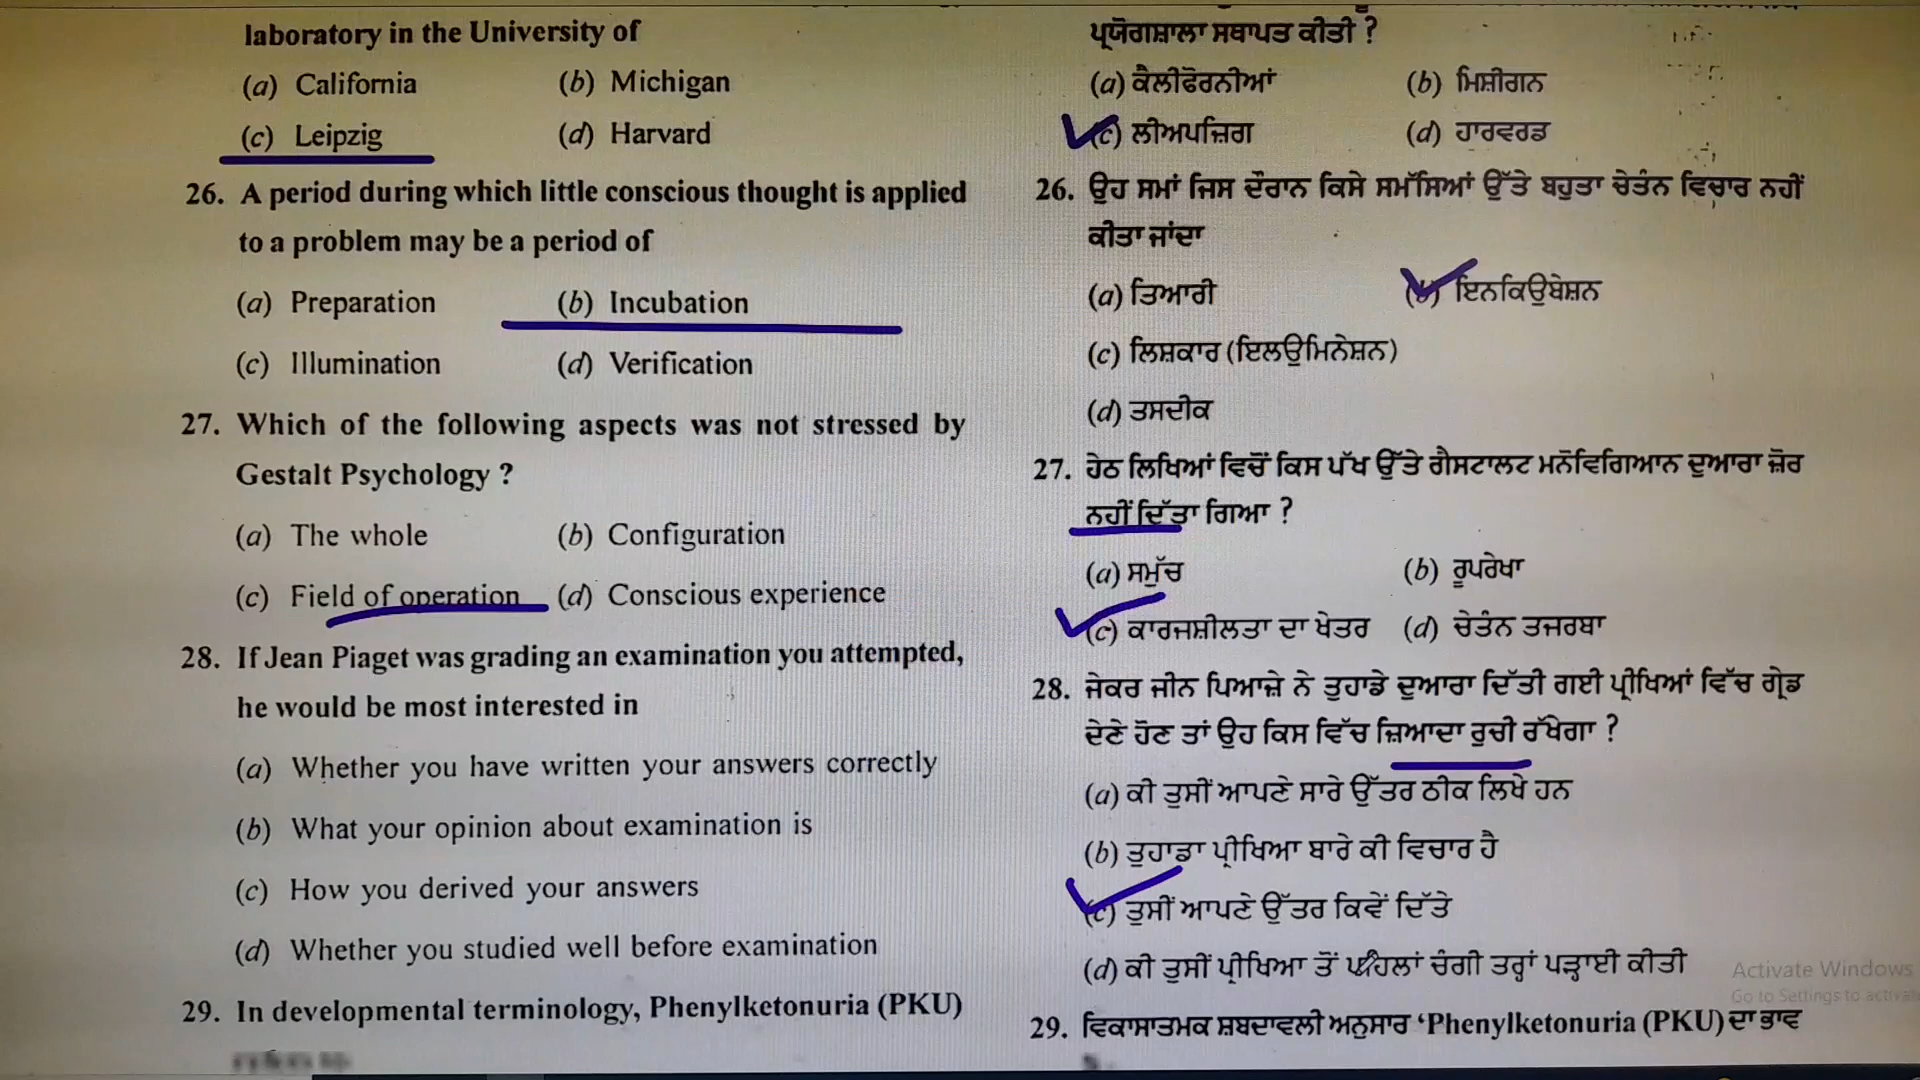 laboratory in the University of
(a) California (b) Michigan
(c) Leipzig (d) Harvard
26. A period during which little conscious thought is applied
to a problem may be a period of
(a) Preparation (b) Incubation
(c) Illumination (d) Verification
27. Which of the following aspects was not stressed by
Gestalt Psychology ?
(a) The whole (b) Configuration
(c) Field of operation (d) Conscious experience
28. If Jean Piaget was grading an examination you attempted,
he would be most interested in
(a) Whether you have written your answers correctly
(b) What your opinion about examination is
(c) How you derived your answers
(d) Whether you studied well before examination
29. In developmental terminology, Phenylketonuria (PKU)
ਪ੍ਰਯੋਗਸ਼ਾਲਾ ਸਥਾਪਤ ਕੀਤੀ ?
(a) ਕੈਲੀਫੋਰਨੀਆਂ (b) ਮਿਸ਼ੀਗਨ
(c) ਲੀਅਪਜ਼ਿਗ (d) ਹਾਰਵਰਡ
26. ਉਹ ਸਮਾਂ ਜਿਸ ਦੌਰਾਨ ਕਿਸੇ ਸਮੱਸਿਆਂ ਉੱਤੇ ਬਹੁਤਾ ਚੇਤੰਨ ਵਿਚਾਰ ਨਹੀਂ
ਕੀਤਾ ਜਾਂਦਾ
(a) ਤਿਆਰੀ (b) ਇਨਕਿਉਬੇਸ਼ਨ
(c) ਲਿਸ਼ਕਾਰ (ਇਲਉਮਿਨੇਸ਼ਨ)
(d) ਤਸਦੀਕ
27. ਹੇਠ ਲਿਖਿਆਂ ਵਿਚੋਂ ਕਿਸ ਪੱਖ ਉੱਤੇ ਗੈਸਟਾਲਟ ਮਨੋਵਿਗਿਆਨ ਦੁਆਰਾ ਜ਼ੋਰ
ਨਹੀਂ ਦਿੱਤਾ ਗਿਆ ?
(a) ਸਮੁੱਚ (b) ਰੂਪਰੇਖਾ
(c) ਕਾਰਜਸ਼ੀਲਤਾ ਦਾ ਖੇਤਰ (d) ਚੇਤੰਨ ਤਜਰਬਾ
28. ਜੇਕਰ ਜੀਨ ਪਿਆਜ਼ੇ ਨੇ ਤੁਹਾਡੇ ਦੁਆਰਾ ਦਿੱਤੀ ਗਈ ਪ੍ਰੀਖਿਆਂ ਵਿੱਚ ਗ੍ਰੇਡ
ਦੇਣੇ ਹੋਣ ਤਾਂ ਉਹ ਕਿਸ ਵਿੱਚ ਜ਼ਿਆਦਾ ਰੁਚੀ ਰੱਖੇਗਾ ?
(a) ਕੀ ਤੁਸੀਂ ਆਪਣੇ ਸਾਰੇ ਉੱਤਰ ਠੀਕ ਲਿਖੇ ਹਨ
(b) ਤੁਹਾਡਾ ਪ੍ਰੀਖਿਆ ਬਾਰੇ ਕੀ ਵਿਚਾਰ ਹੈ
(c) ਤੁਸੀਂ ਆਪਣੇ ਉੱਤਰ ਕਿਵੇਂ ਦਿੱਤੇ
(d) ਕੀ ਤੁਸੀਂ ਪ੍ਰੀਖਿਆ ਤੋਂ ਪਹਿਲਾਂ ਚੰਗੀ ਤਰ੍ਹਾਂ ਪੜ੍ਹਾਈ ਕੀਤੀ
29. ਵਿਕਾਸਾਤਮਕ ਸ਼ਬਦਾਵਲੀ ਅਨੁਸਾਰ ‘Phenylketonuria (PKU) ਦਾ ਭਾਵ
Activate Windows
Go to Settings to activate